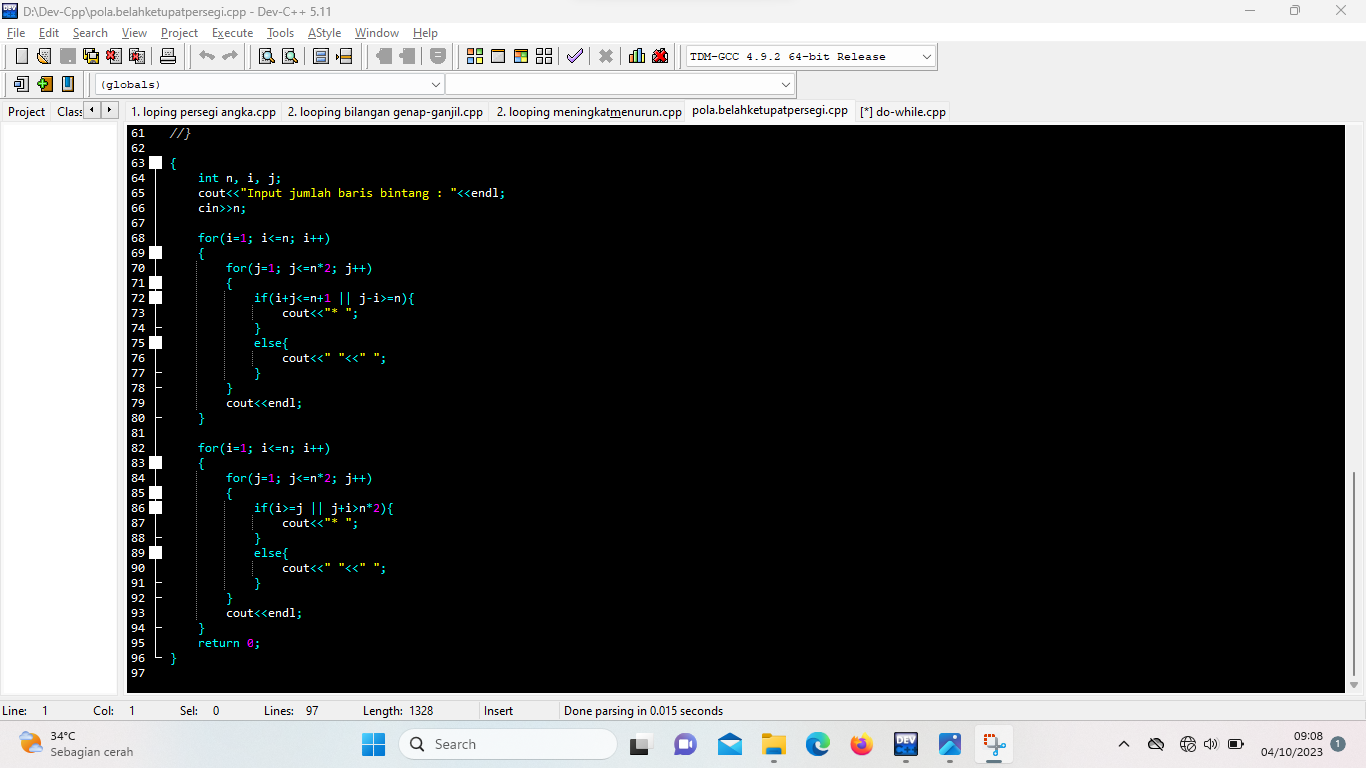 D:\Dev-Cpp\pola.belahketupatpersegi.cpp - Dev-C++ 5.11
File Edit Search View Project Execute Tools AStyle Window Help
TDM-GCC 4.9.2 64-bit Release
(globals)
Project Clas 1. loping persegi angka.cpp 2. looping bilangan genap-ganjil.cpp 2. looping meningkatmenurun.cpp pola.belahketupatpersegi.cpp [*] do-while.cpp
61 //}
62
63 {
64 int n, i, j;
65 cout<<"Input jumlah baris bintang : "<<endl;
66 cin>>n;
67
68 for(i=1; i<=n; i++)
69 {
70 for(j=1; j<=n*2; j++)
71 {
72 if(i+j<=n+1 || j-i>=n){
73 cout<<"* ";
74 }
75 else{
76 cout<<" "<<" ";
77 }
78 }
79 cout<<endl;
80 }
81
82 for(i=1; i<=n; i++)
83 {
84 for(j=1; j<=n*2; j++)
85 {
86 if(i>=j || j+i>n*2){
87 cout<<"* ";
88 }
89 else{
90 cout<<" "<<" ";
91 }
92 }
93 cout<<endl;
94 }
95 return 0;
96 }
97
Line: 1 Col: 1 Sel: 0 Lines: 97 Length: 1328 Insert Done parsing in 0.015 seconds
34°C
Sebagian cerah
Search
DEV
09:08
04/10/2023
1